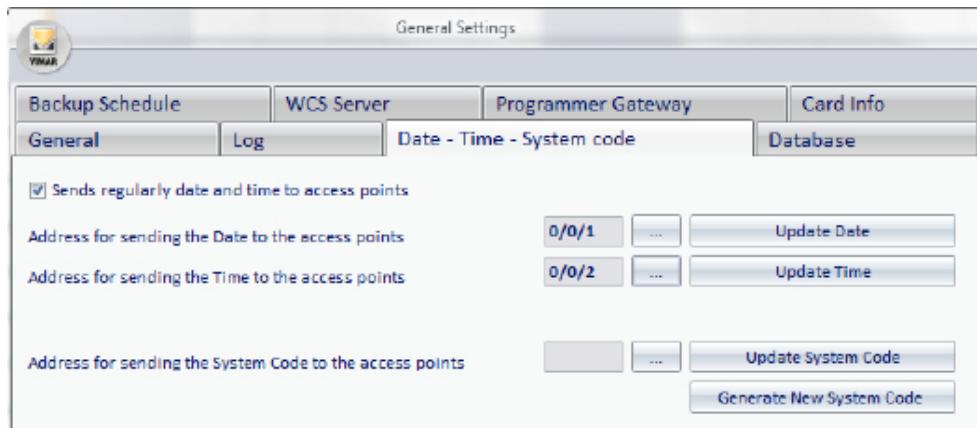 General Settings
VIMAR
Backup Schedule WCS Server Programmer Gateway Card Info
General Log Date - Time - System code Database
Sends regularly date and time to access points
Address for sending the Date to the access points 0/0/1 ... Update Date
Address for sending the Time to the access points 0/0/2 ... Update Time
Address for sending the System Code to the access points ... Update System Code
Generate New System Code